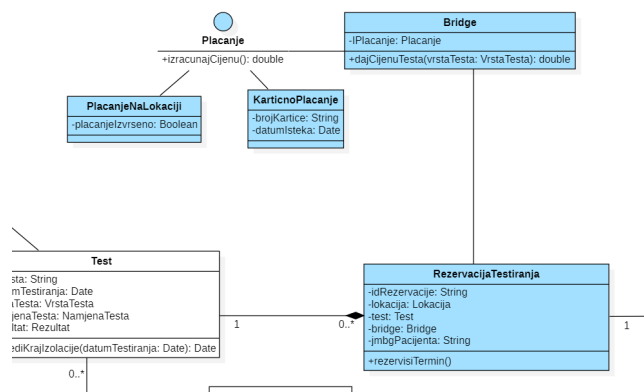 Placanje
+izracunajCijenu(): double
Bridge
-IPlacanje: Placanje
+dajCijenuTesta(vrstaTesta: VrstaTesta): double
PlacanjeNaLokaciji
-placanjeIzvrseno: Boolean
KarticnoPlacanje
-brojKartice: String
-datumIsteka: Date
Test
sta: String
mTestiranja: Date
aTesta: VrstaTesta
jenaTesta: NamjenaTesta
ltat: Rezultat
ediKrajIzolacije(datumTestiranja: Date): Date
0..*
1
0..*
RezervacijaTestiranja
-idRezervacije: String
-lokacija: Lokacija
-test: Test
-bridge: Bridge
-jmbgPacijenta: String
+rezervisiTermin()
1